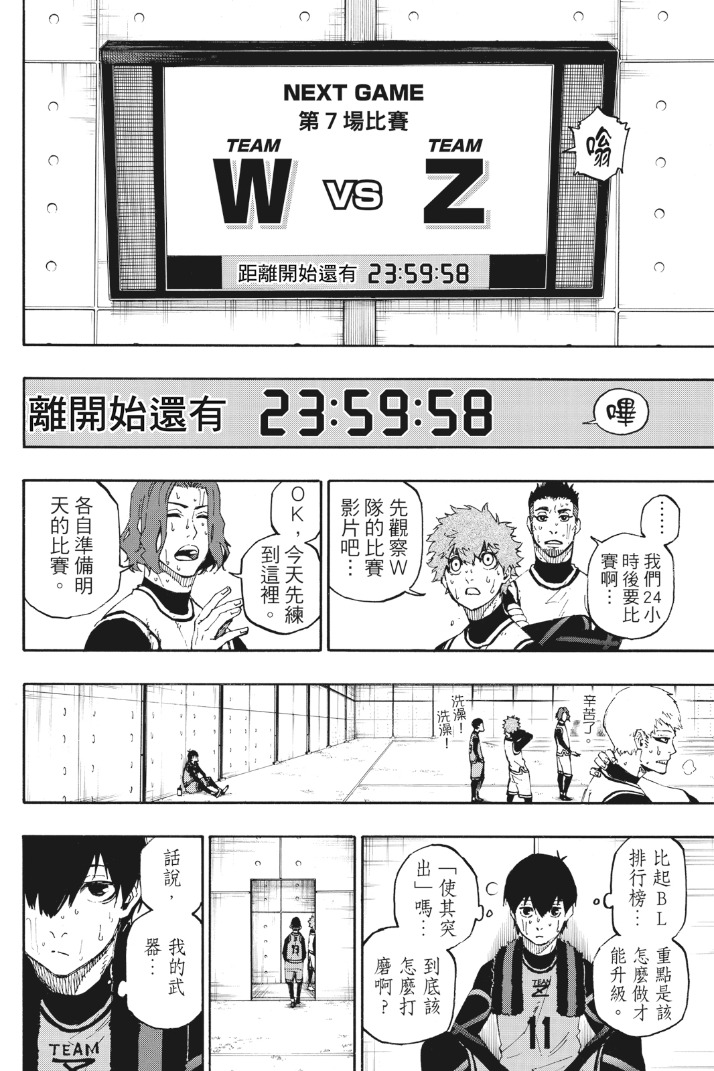 NEXT GAME
第7場比賽
TEAM
W
VS
TEAM
Z
距離開始還有 23:59:58
嗡
離開始還有 23:59:58
嗶
……
我們24小
時後要比
賽啊…
先觀察W
隊的比賽
影片吧…
OK，今天先練
到這裡。
各自準備明
天的比賽。
辛苦了。
洗澡！
洗澡！
比起BL
排行榜…
重點是該
怎麼做才
能升級。
「使其突
出」嗎…
到底該
怎麼打
磨啊？
TEAM
Z
11
13
話說，
我的武
器…
TEAM